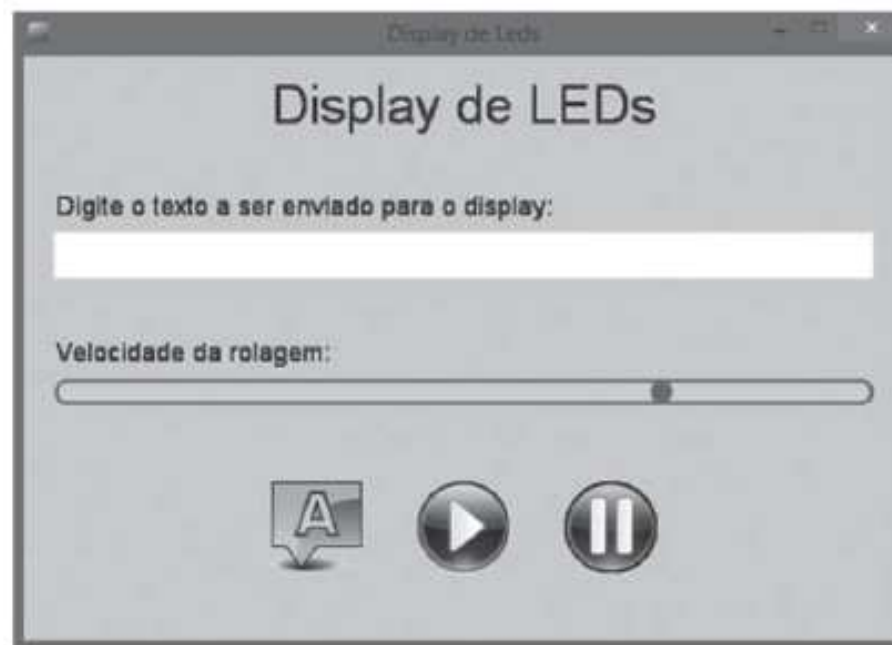 Display de Leds
Display de LEDs
Digite o texto a ser enviado para o display:
Velocidade da rolagem:
A